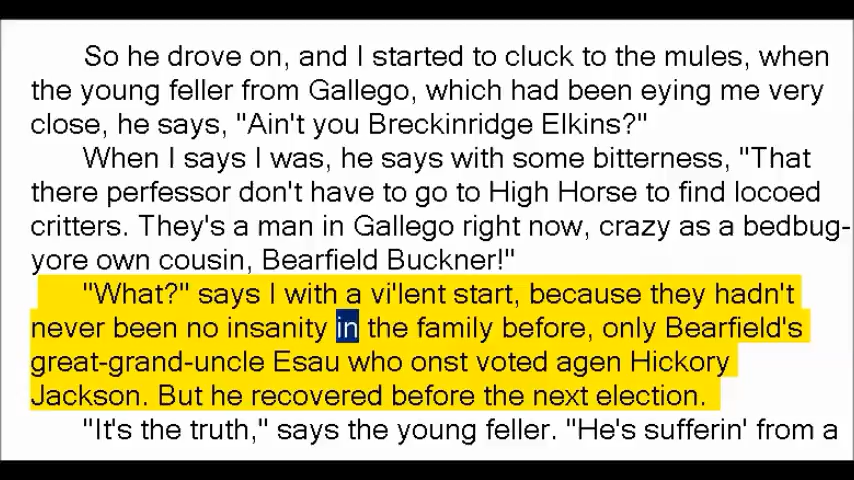 So he drove on, and I started to cluck to the mules, when
the young feller from Gallego, which had been eying me very
close, he says, "Ain't you Breckinridge Elkins?"
When I says I was, he says with some bitterness, "That
there perfessor don't have to go to High Horse to find locoed
critters. They's a man in Gallego right now, crazy as a bedbug-
yore own cousin, Bearfield Buckner!"
"What?" says I with a vi'lent start, because they hadn't
never been no insanity in the family before, only Bearfield's
great-grand-uncle Esau who onst voted agen Hickory
Jackson. But he recovered before the next election.
"It's the truth," says the young feller. "He's sufferin' from a